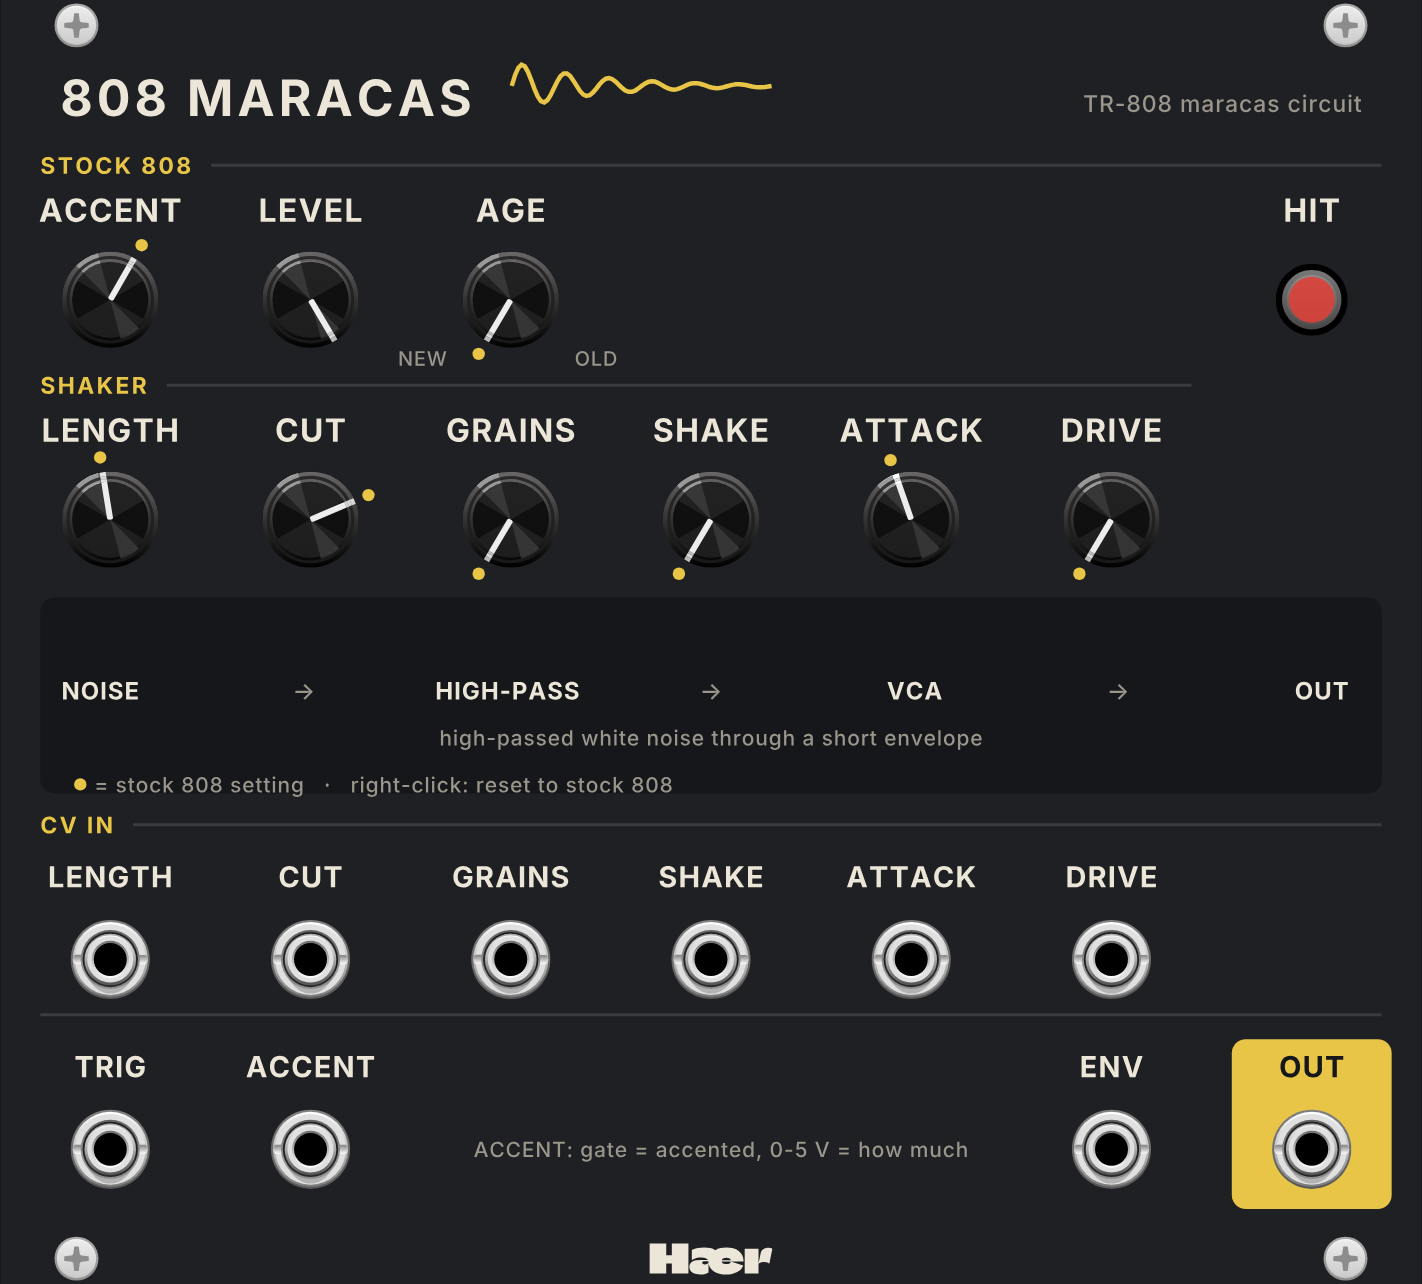 808 MARACAS
TR-808 maracas circuit
STOCK 808
ACCENT LEVEL AGE HIT
NEW OLD
SHAKER
LENGTH CUT GRAINS SHAKE ATTACK DRIVE
NOISE → HIGH-PASS → VCA → OUT
high-passed white noise through a short envelope
= stock 808 setting · right-click: reset to stock 808
CV IN
LENGTH CUT GRAINS SHAKE ATTACK DRIVE
TRIG ACCENT ENV OUT
ACCENT: gate = accented, 0-5 V = how much
Hær